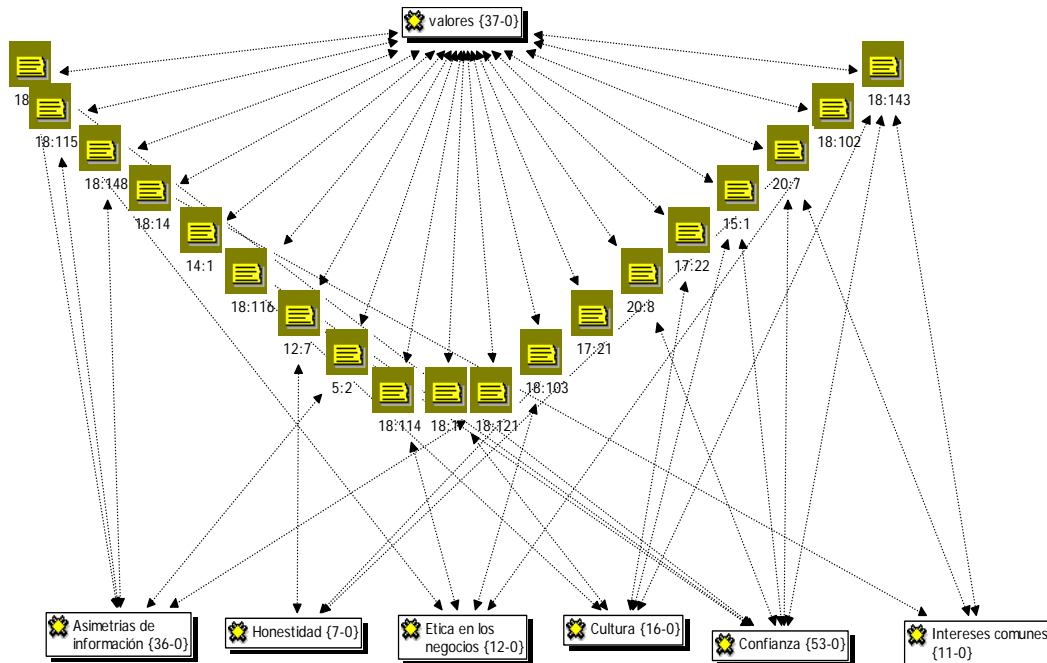 valores {37-0}
18:143
18
18:102
18:115
20:7
18:148
15:1
18:14
17:22
14:1
20:8
18:116
17:21
12:7
18:103
5:2
18:114
18:1
18:121
Asimetrias de
información {36-0}
Honestidad {7-0}
Etica en los
negocios {12-0}
Cultura {16-0}
Confianza {53-0}
Intereses comunes
{11-0}